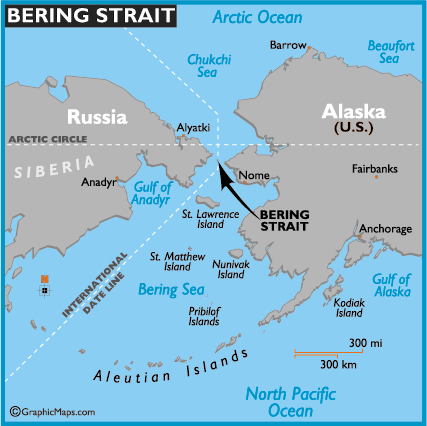 BERING STRAIT
Arctic Ocean
Barrow
Beaufort
Sea
Chukchi
Sea
Russia
Alaska
(U.S.)
Alyatki
ARCTIC CIRCLE
SIBERIA
Fairbanks
Nome
Anadyr
Gulf of
Anadyr
St. Lawrence
Island
BERING
STRAIT
Anchorage
St. Matthew
Island
Nunivak
Island
INTERNATIONAL
DATE LINE
Bering Sea
Gulf of
Alaska
Kodiak
Island
Pribilof
Islands
300 mi
300 km
Aleutian Islands
North Pacific
Ocean
©GraphicMaps.com